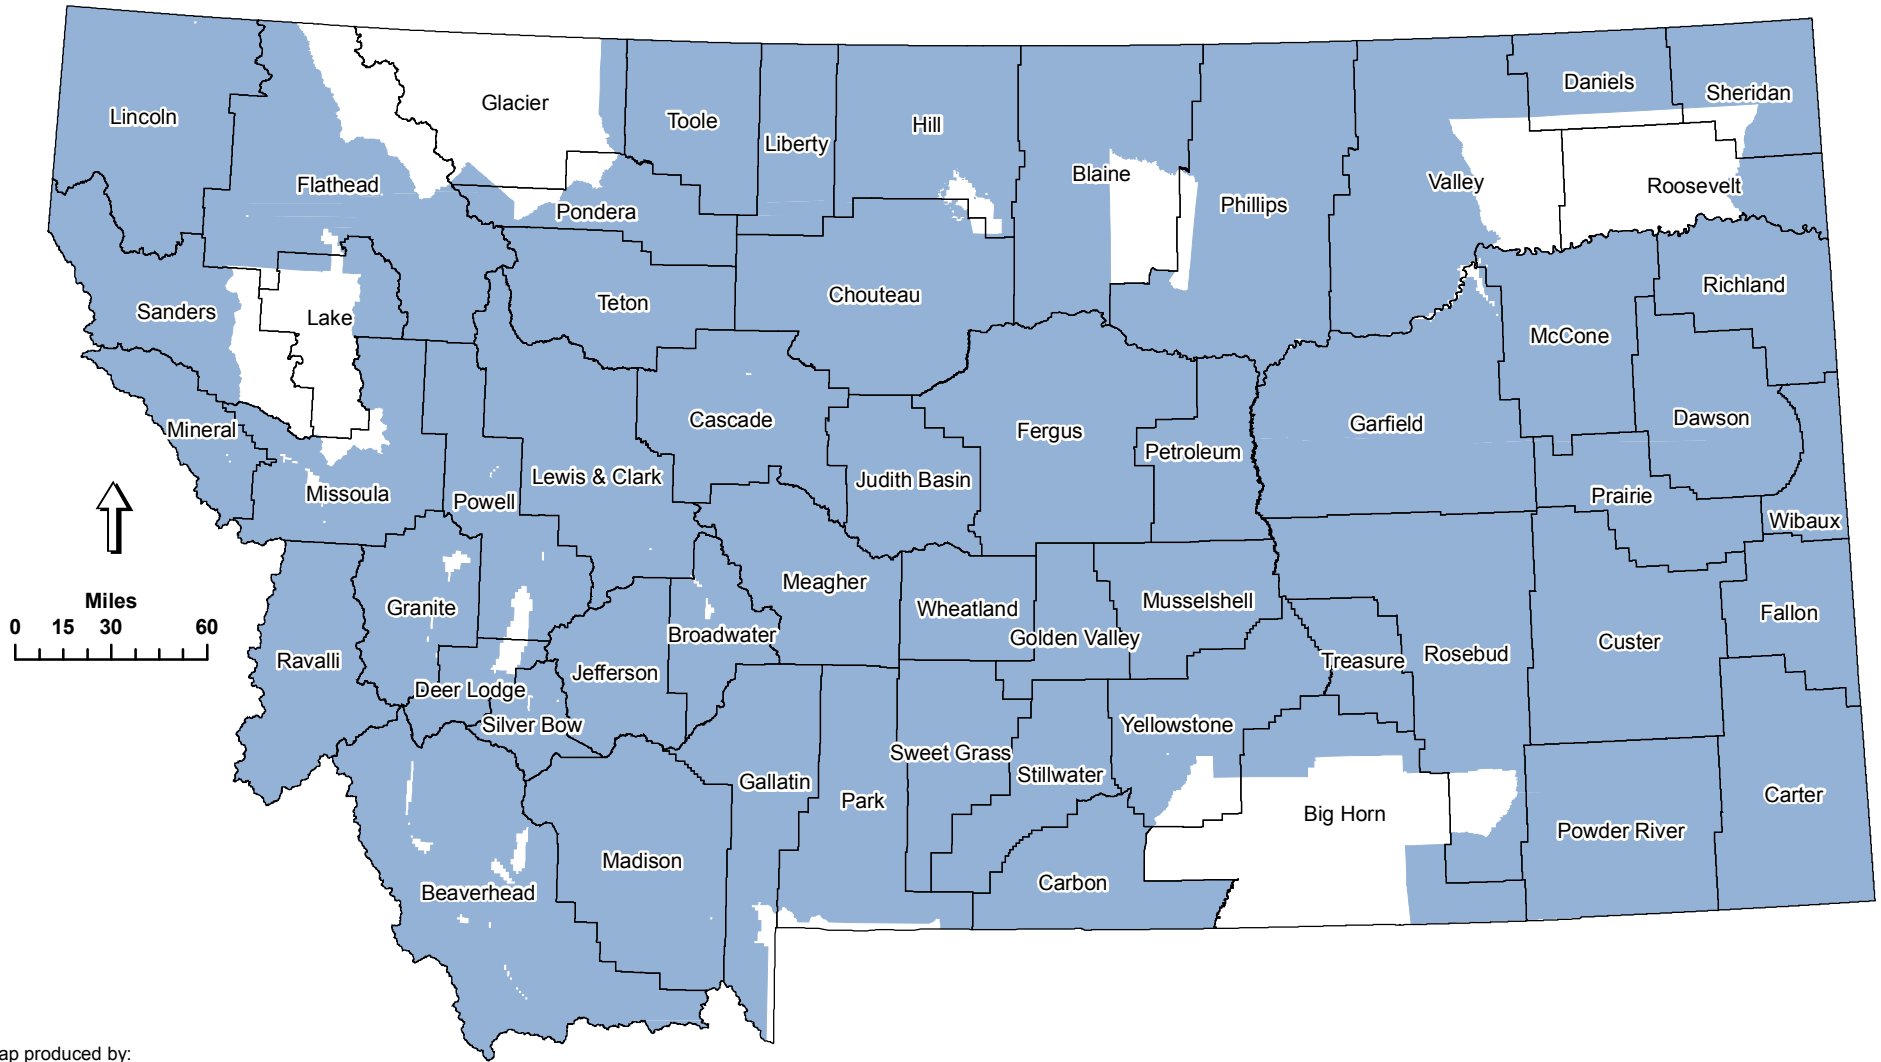 Daniels
Sheridan
Glacier
Lincoln
Toole
Hill
Liberty
Blaine
Flathead
Valley
Roosevelt
Phillips
Pondera
Richland
Chouteau
Teton
Sanders
Lake
McCone
Dawson
Cascade
Garfield
Mineral
Fergus
Petroleum
Lewis & Clark
Judith Basin
Missoula
Prairie
Powell
Wibaux
Meagher
Miles
0 15 30 60
Granite
Wheatland
Musselshell
Fallon
Broadwater
Golden Valley
Custer
Ravalli
Treasure
Rosebud
Jefferson
Deer Lodge
Silver Bow
Yellowstone
Sweet Grass
Stillwater
Gallatin
Park
Carter
Big Horn
Powder River
Madison
Carbon
Beaverhead
ap produced by: